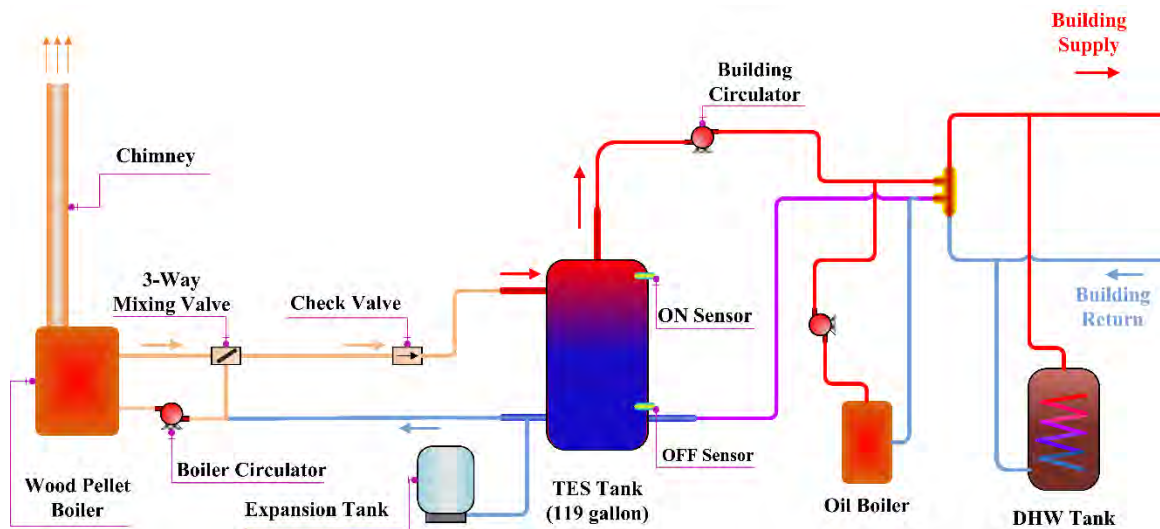 Building
Supply
Building
Circulator
Chimney
3-Way
Mixing Valve
Check Valve
ON Sensor
Building
Return
OFF Sensor
Boiler Circulator
Wood Pellet
Boiler
Expansion Tank
TES Tank
(119 gallon)
Oil Boiler
DHW Tank